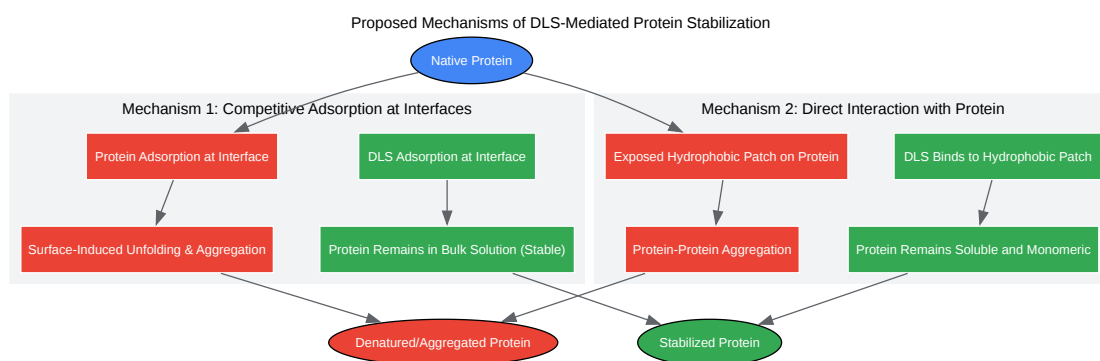 Proposed Mechanisms of DLS-Mediated Protein Stabilization
Native Protein
Mechanism 1: Competitive Adsorption at Interfaces
Mechanism 2: Direct Interaction with Protein
Protein Adsorption at Interface
DLS Adsorption at Interface
Exposed Hydrophobic Patch on Protein
DLS Binds to Hydrophobic Patch
Surface-Induced Unfolding & Aggregation
Protein Remains in Bulk Solution (Stable)
Protein-Protein Aggregation
Protein Remains Soluble and Monomeric
Denatured/Aggregated Protein
Stabilized Protein